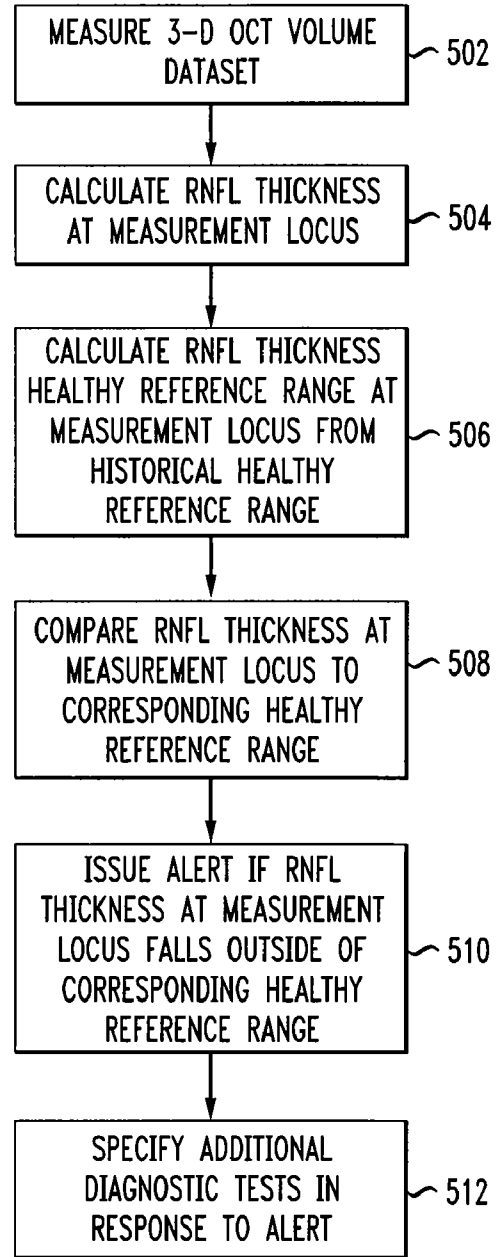 MEASURE 3-D OCT VOLUME
DATASET
502
CALCULATE RNFL THICKNESS
AT MEASUREMENT LOCUS
504
CALCULATE RNFL THICKNESS
HEALTHY REFERENCE RANGE AT
MEASUREMENT LOCUS FROM
HISTORICAL HEALTHY
REFERENCE RANGE
506
COMPARE RNFL THICKNESS AT
MEASUREMENT LOCUS TO
CORRESPONDING HEALTHY
REFERENCE RANGE
508
ISSUE ALERT IF RNFL
THICKNESS AT MEASUREMENT
LOCUS FALLS OUTSIDE OF
CORRESPONDING HEALTHY
REFERENCE RANGE
510
SPECIFY ADDITIONAL
DIAGNOSTIC TESTS IN
RESPONSE TO ALERT
512